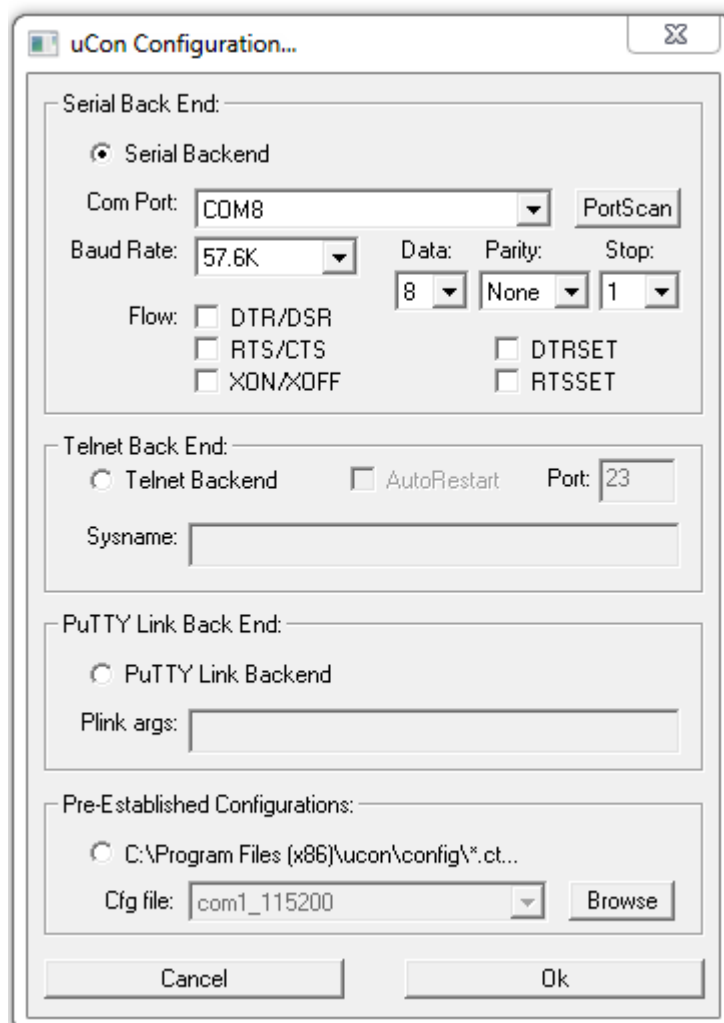 uCon Configuration...
Serial Back End:
Serial Backend
Com Port: COM8 PortScan
Baud Rate: 57.6K Data: 8 Parity: None Stop: 1
Flow: DTR/DSR
RTS/CTS DTRSET
XON/XOFF RTSSET
Telnet Back End:
Telnet Backend AutoRestart Port: 23
Sysname:
PuTTY Link Back End:
PuTTY Link Backend
Plink args:
Pre-Established Configurations:
C:\Program Files (x86)\ucon\config\*.ct...
Cfg file: com1_115200 Browse
Cancel Ok